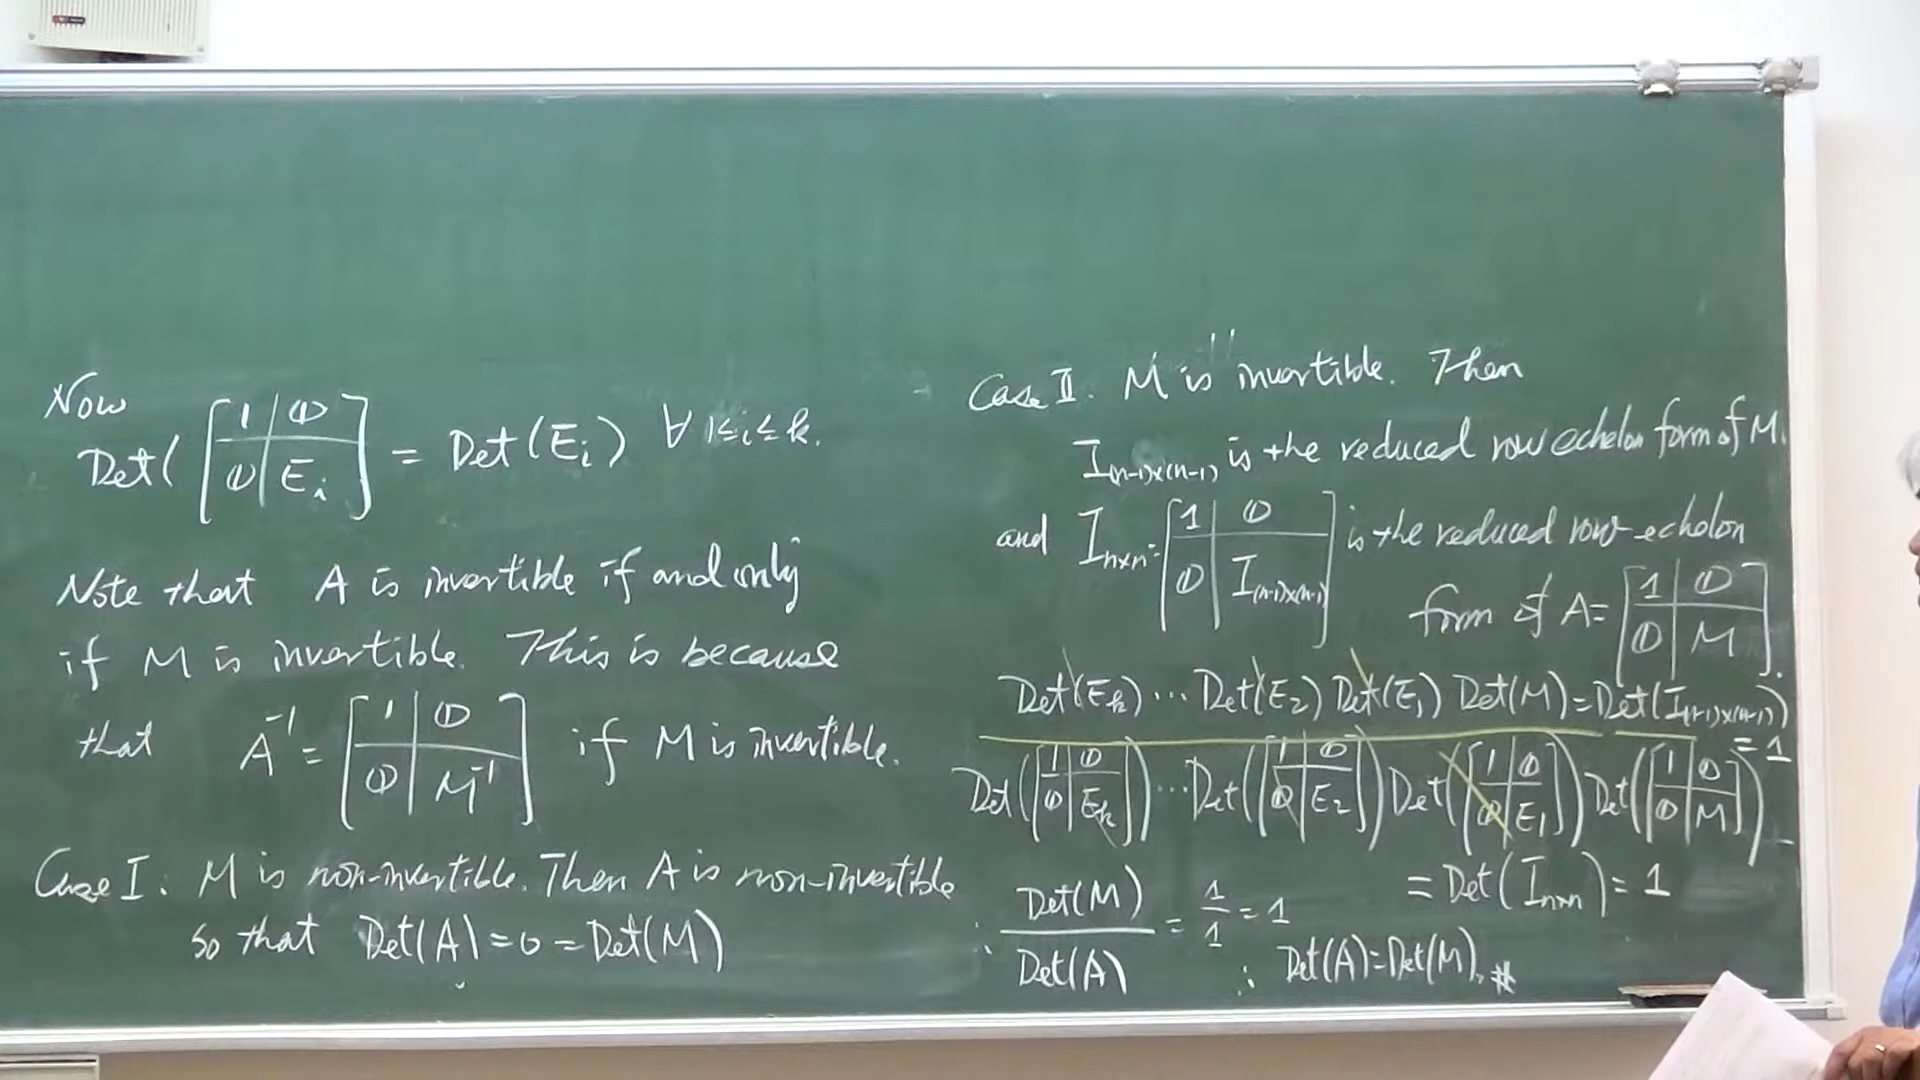 Now
Det( [1 | 0 / 0 | E_i] = Det(E_i) ∀ 1≤i≤k.
Note that A is invertible if and only
if M is invertible. This is because
that A^{-1} = [1 | 0 / 0 | M^{-1}] if M is invertible.
Case I. M is non-invertible. Then A is non-invertible
so that Det(A) = 0 = Det(M)
Case II. M is invertible. Then
I_{(n-1)×(n-1)} is the reduced row echelon form of M.
and I_{n×n} = [1 | 0 / 0 | I_{(n-1)×(n-1)}] is the reduced row-echelon
form of A = [1 | 0 / 0 | M].
Det(E_k) ⋯ Det(E_2) Det(E_1) Det(M) = Det(I_{(n-1)×(n-1)})
= 1
Det([1 | 0 / 0 | E_k]) ⋯ Det([1 | 0 / 0 | E_2]) Det([1 | 0 / 0 | E_1]) Det([1 | 0 / 0 | M])
= Det(I_{n×n}) = 1
∴ Det(M) / Det(A) = 1/1 = 1
∴ Det(A) = Det(M). #